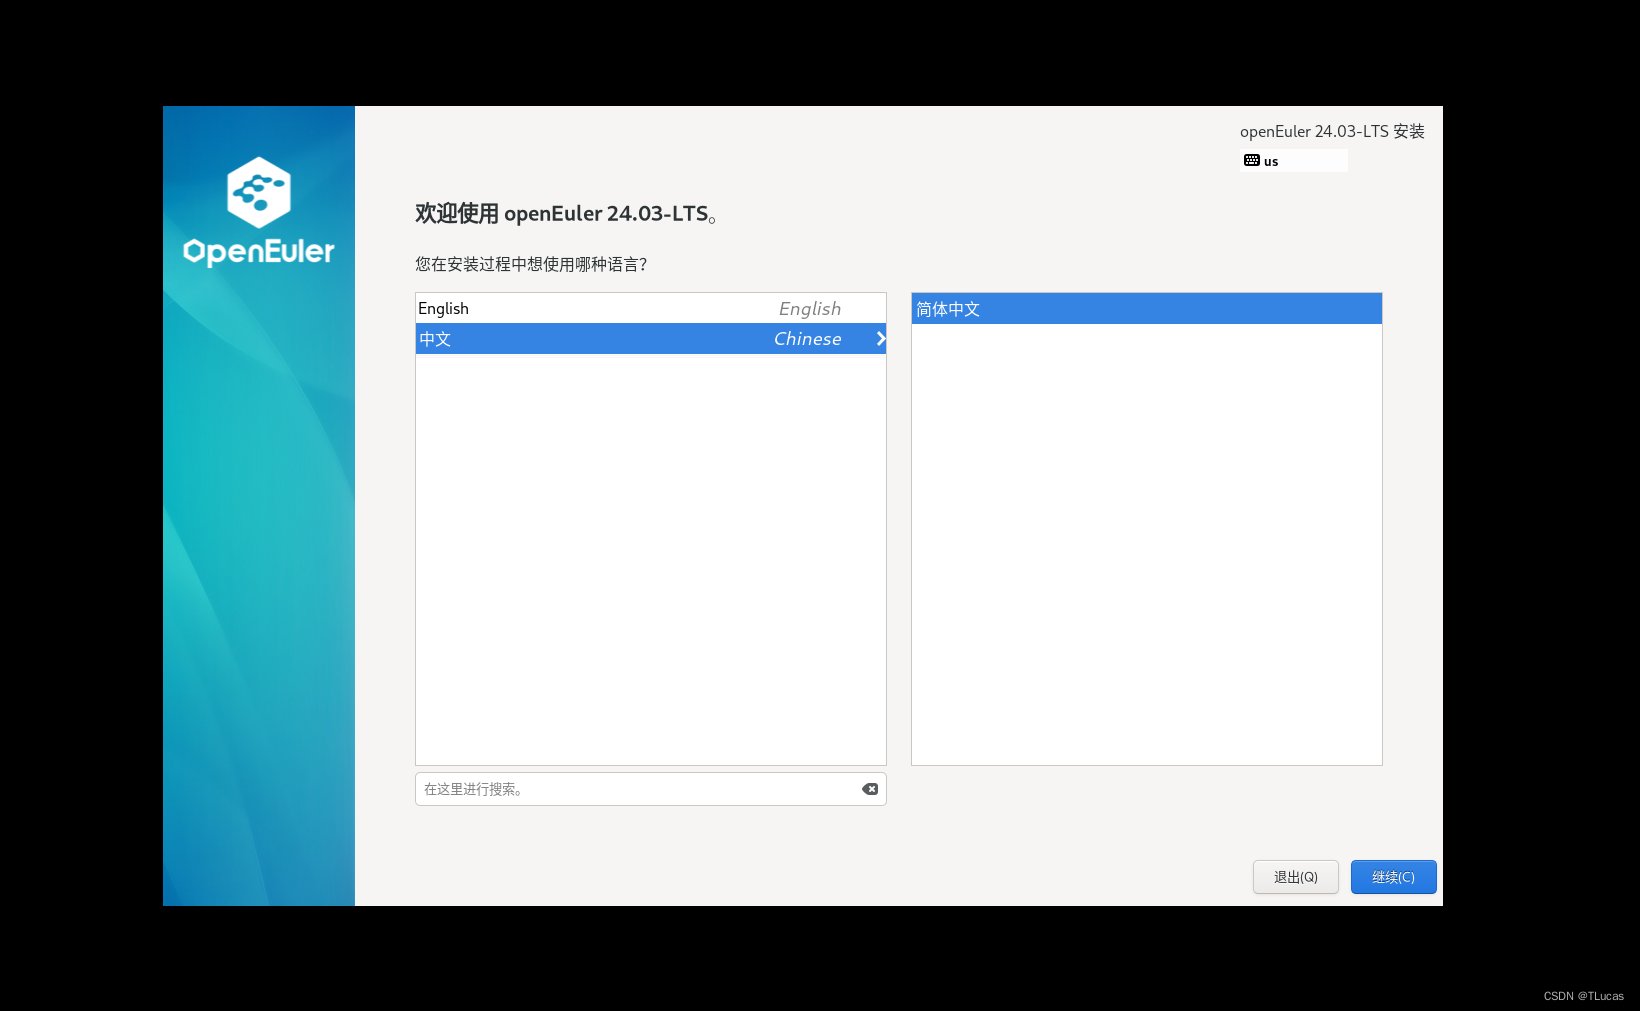 OpenEuler
openEuler 24.03-LTS 安装
us
欢迎使用 openEuler 24.03-LTS。
您在安装过程中想使用哪种语言？
English English
中文 Chinese
简体中文
在这里进行搜索。
退出(Q) 继续(C)
CSDN @TLucas